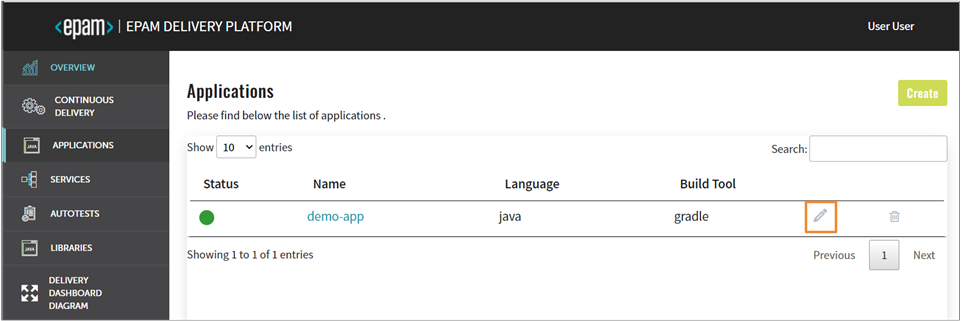 <epam> | EPAM DELIVERY PLATFORM
User User
OVERVIEW
CONTINUOUS
DELIVERY
JAVA APPLICATIONS
SERVICES
AUTOTESTS
JAVA LIBRARIES
DELIVERY
DASHBOARD
DIAGRAM
Applications
Create
Please find below the list of applications .
Show 10 entries
Search:
Status Name Language Build Tool
demo-app java gradle
Showing 1 to 1 of 1 entries
Previous 1 Next